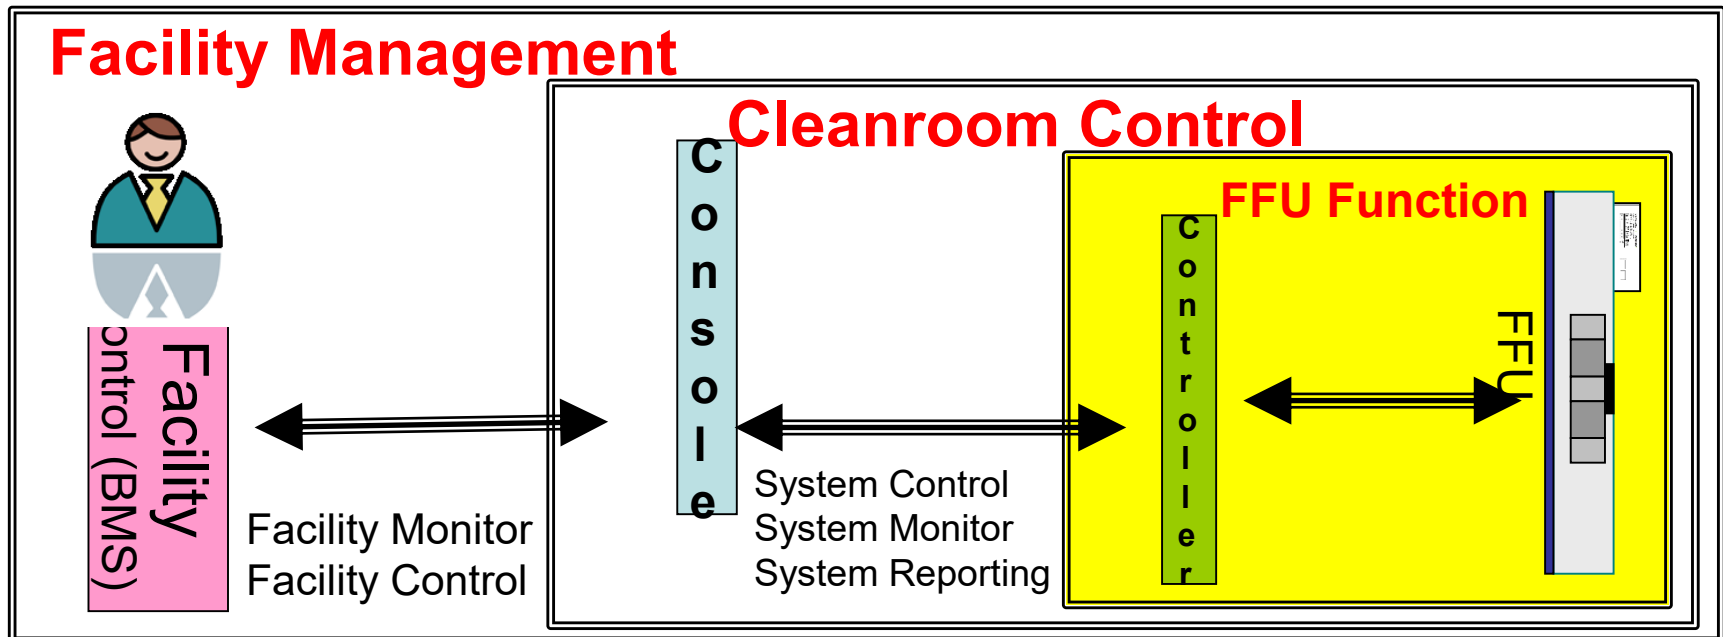 Facility Management
Cleanroom Control
FFU Function
Console
Controller
FFU
Facility
ontrol (BMS)
Facility Monitor
Facility Control
System Control
System Monitor
System Reporting